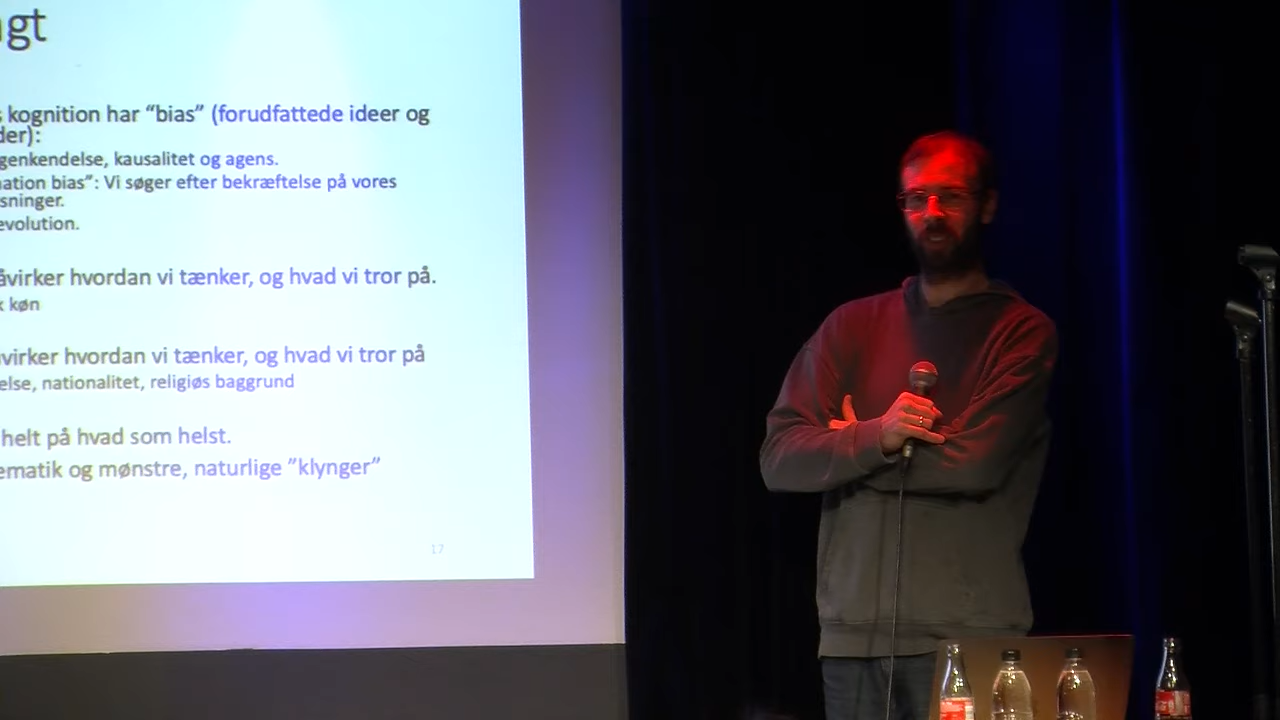 gt
kognition har “bias” (forudfattede ideer og
der):
genkendelse, kausalitet og agens.
ation bias”: Vi søger efter bekræftelse på vores
sninger.
evolution.
åvirker hvordan vi tænker, og hvad vi tror på.
k køn
virker hvordan vi tænker, og hvad vi tror på
else, nationalitet, religiøs baggrund
helt på hvad som helst.
ematik og mønstre, naturlige ”klynger”
17